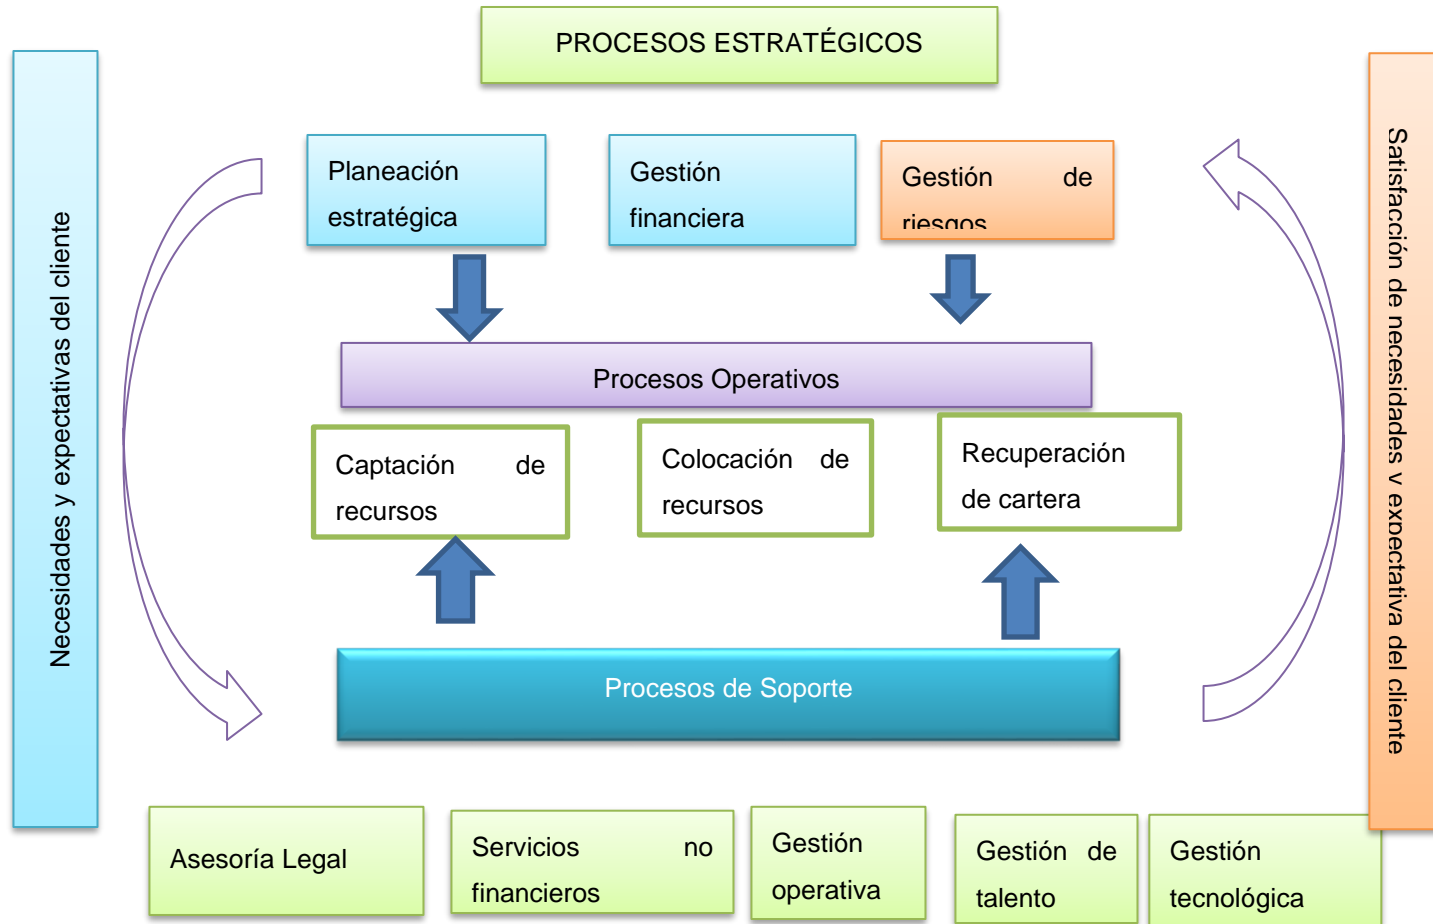 PROCESOS ESTRATÉGICOS
Necesidades y expectativas del cliente
Planeación
estratégica
Gestión
financiera
Gestión de
riesgos
Satisfacción de necesidades y expectativa del cliente
Procesos Operativos
Captación de
recursos
Colocación de
recursos
Recuperación
de cartera
Procesos de Soporte
Asesoría Legal
Servicios no
financieros
Gestión
operativa
Gestión de
talento
Gestión
tecnológica